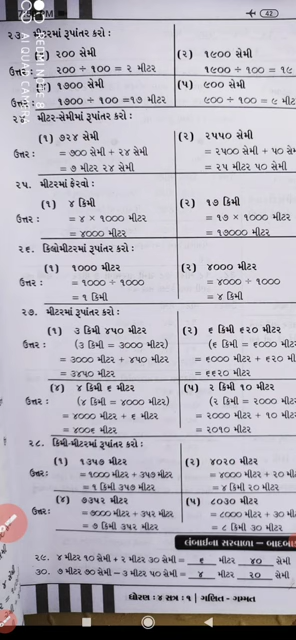 ૨૩. મીટરમાં રૂપાંતર કરો :
૨૦૦ સેમી (૨) ૧૯૦૦ સેમી
ઉત્તર : ૨૦૦ ÷ ૧૦૦ = ૨ મીટર ૧૯૦૦ ÷ ૧૦૦ = ૧૯
૧૭૦૦ સેમી (૫) ૯૦૦ સેમી
ઉત્તર : ૧૭૦૦ ÷ ૧૦૦ =૧૭ મીટર ૯૦૦ ÷ ૧૦૦ = ૯ મીટ
મીટર-સેમીમાં રૂપાંતર કરો :
(૧) ૭૨૪ સેમી (૨) ૨૫૫૦ સેમી
ઉત્તર : = ૭૦૦ સેમી + ૨૪ સેમી = ૨૫૦૦ સેમી + ૫૦ સે
= ૭ મીટર ૨૪ સેમી = ૨૫ મીટર ૫૦ સેમી
૨૫. મીટરમાં ફેરવો :
(૧) ૪ કિમી (૨) ૧૭ કિમી
ઉત્તર : = ૪ × ૧૦૦૦ મીટર = ૧૭ × ૧૦૦૦ મીટર
= ૪૦૦૦ મીટર = ૧૭૦૦૦ મીટર
૨૬. કિલોમીટરમાં રૂપાંતર કરો :
(૧) ૧૦૦૦ મીટર (૨) ૪૦૦૦ મીટર
ઉત્તર : = ૧૦૦૦ ÷ ૧૦૦૦ = ૪૦૦૦ ÷ ૧૦૦૦
= ૧ કિમી = ૪ કિમી
૨૭. મીટરમાં રૂપાંતર કરો :
(૧) ૩ કિમી ૪૫૦ મીટર (૨) ૬ કિમી ૬૨૦ મીટર
ઉત્તર : (૩ કિમી = ૩૦૦૦ મીટર) (૬ કિમી = ૬૦૦૦ મીટ
= ૩૦૦૦ મીટર + ૪૫૦ મીટર = ૬૦૦૦ મીટર + ૬૨૦ મી
= ૩૪૫૦ મીટર = ૬૬૨૦ મીટર
(૪) ૪ કિમી ૬ મીટર (૫) ૨ કિમી ૧૦ મીટર
ઉત્તર : (૪ કિમી = ૪૦૦૦ મીટર) (૨ કિમી = ૨૦૦૦ મીટર
= ૪૦૦૦ મીટર + ૬ મીટર = ૨૦૦૦ મીટર + ૧૦ મીટર
= ૪૦૦૬ મીટર = ૨૦૧૦ મીટર
૨૮. કિમી-મીટરમાં રૂપાંતર કરો :
(૧) ૧૩૫૭ મીટર (૨) ૪૦૨૦ મીટર
ઉત્તર: = ૧૦૦૦ મીટર + ૩૫૭ મીટર = ૪૦૦૦ મીટર + ૨૦ મી
= ૧ કિમી ૩૫૭ મીટર = ૪ કિમી ૨૦ મીટર
(૪) ૭૩૫૨ મીટર (૫) ૮૦૩૦ મીટર
ઉત્તર: = ૭૦૦૦ મીટર + ૩૫૨ મીટર = ૮૦૦૦ મીટર + ૩૦
= ૭ કિમી ૩૫૨ મીટર = ૮ કિમી ૩૦ મીટર
લંબાઈના સરવાળા - બાદબા
૨૯. ૪ મીટર ૧૦ સેમી + ૨ મીટર ૩૦ સેમી = ૬ મીટર ૪૦ સેમી
૩૦. ૭ મીટર ૭૦ સેમી – ૩ મીટર ૫૦ સેમી = ૪ મીટર ૨૦ સેમી
ધોરણ : ૪ સત્ર : ૧ | ગણિત - ગમ્મત